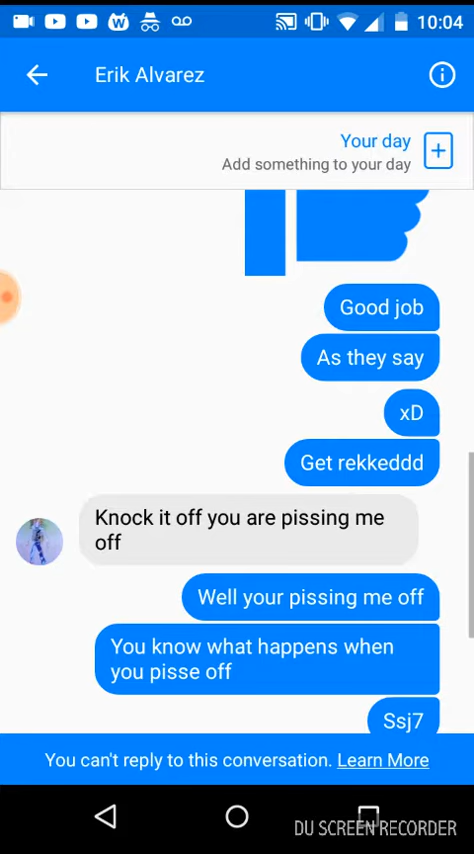 10:04
Erik Alvarez
Your day
Add something to your day
Good job
As they say
xD
Get rekkeddd
Knock it off you are pissing me
off
Well your pissing me off
You know what happens when
you pisse off
Ssj7
You can't reply to this conversation. Learn More
DU SCREEN RECORDER